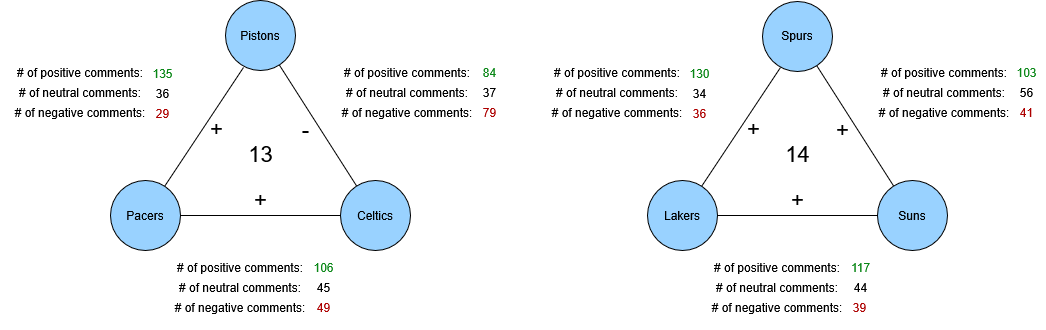 Pistons
# of positive comments: 135
# of neutral comments: 36
# of negative comments: 29
# of positive comments: 84
# of neutral comments: 37
# of negative comments: 79
+
-
13
+
Pacers
Celtics
# of positive comments: 106
# of neutral comments: 45
# of negative comments: 49
Spurs
# of positive comments: 130
# of neutral comments: 34
# of negative comments: 36
# of positive comments: 103
# of neutral comments: 56
# of negative comments: 41
+
+
14
+
Lakers
Suns
# of positive comments: 117
# of neutral comments: 44
# of negative comments: 39